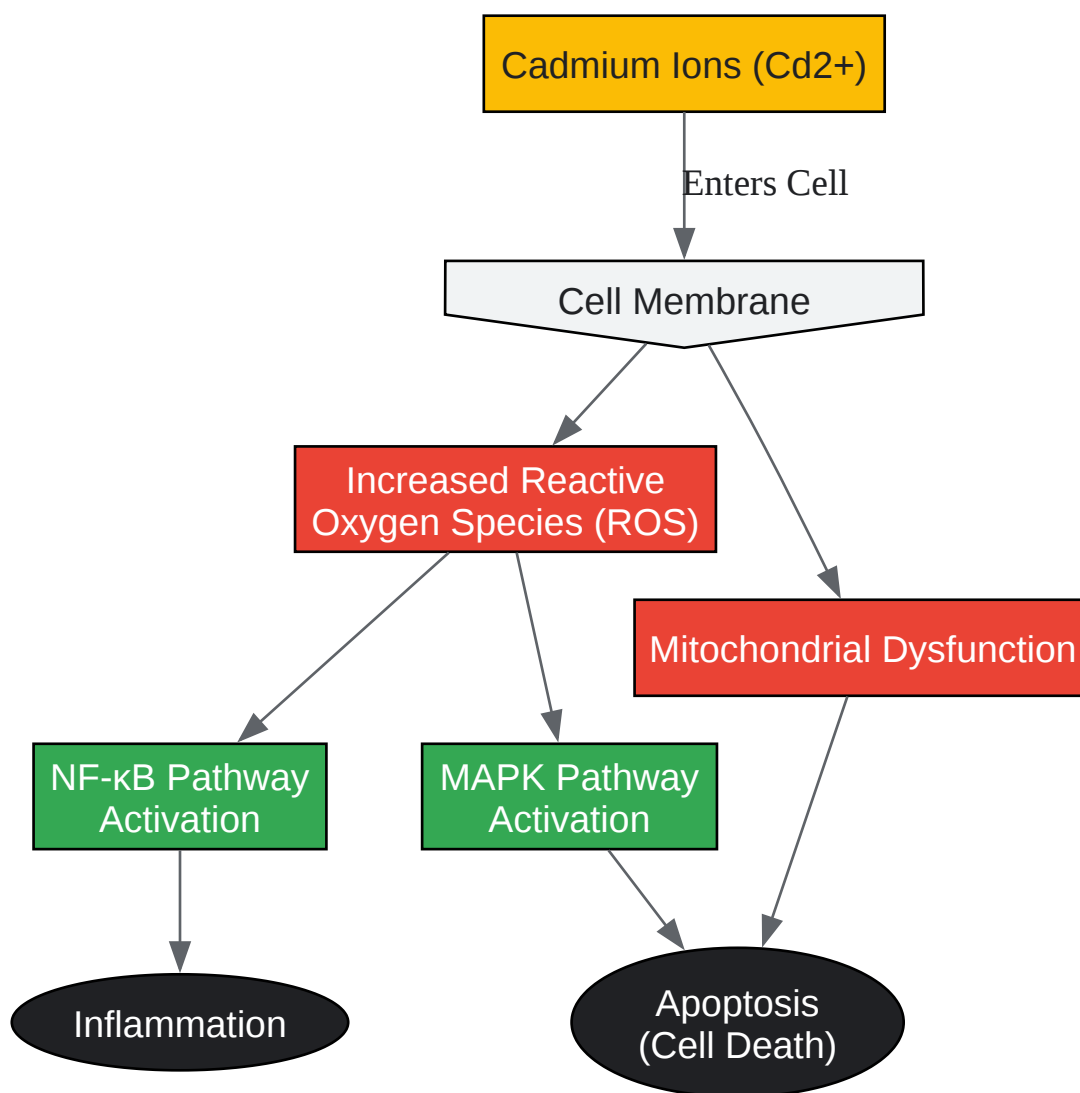 Cadmium Ions (Cd2+)
Enters Cell
Cell Membrane
Increased Reactive
Oxygen Species (ROS)
Mitochondrial Dysfunction
NF-κB Pathway
Activation
MAPK Pathway
Activation
Inflammation
Apoptosis
(Cell Death)